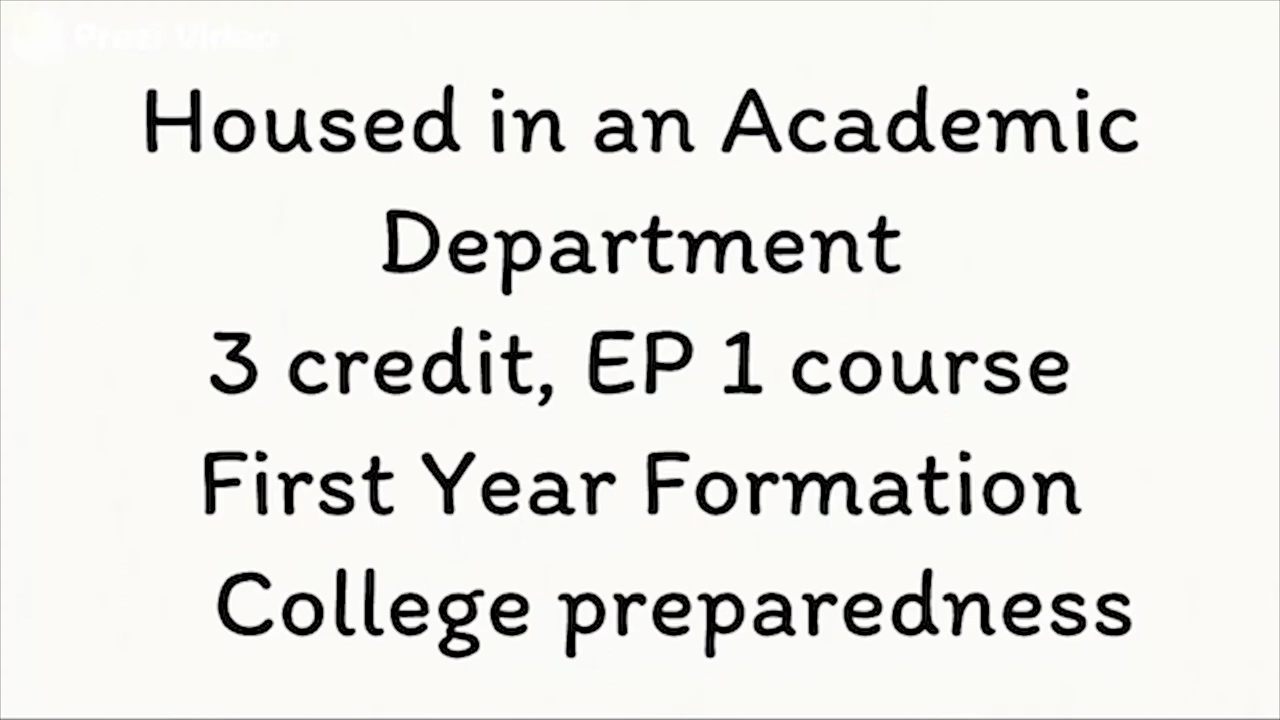 Housed in an Academic
Department
3 credit, EP 1 course
First Year Formation
College preparedness